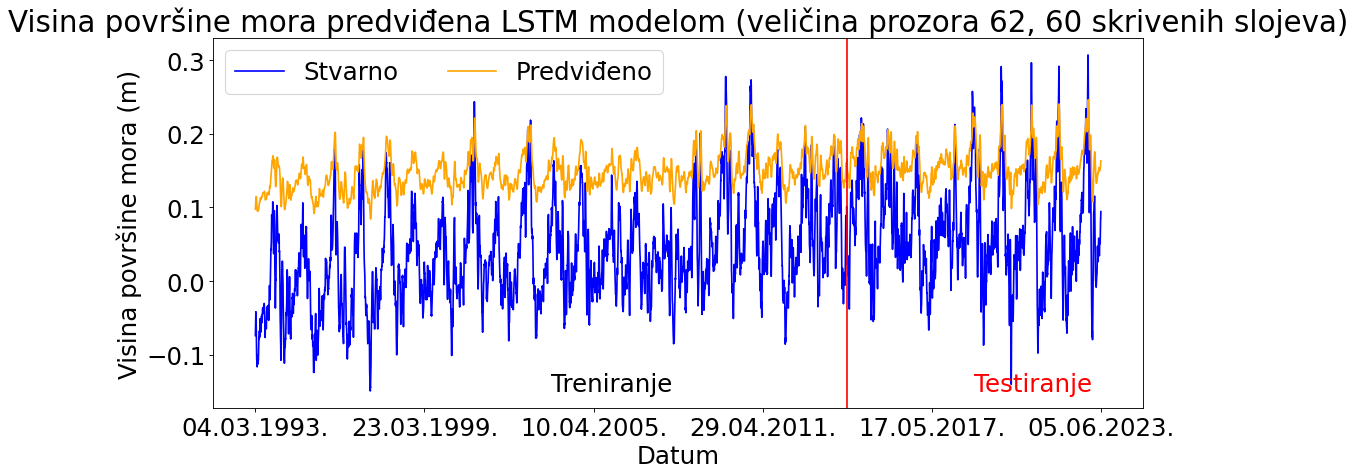 Visina površine mora predviđena LSTM modelom (veličina prozora 62, 60 skrivenih slojeva)
Stvarno
Predviđeno
Visina površine mora (m)
0.3
0.2
0.1
0.0
−0.1
Treniranje
Testiranje
04.03.1993.
23.03.1999.
10.04.2005.
29.04.2011.
17.05.2017.
05.06.2023.
Datum